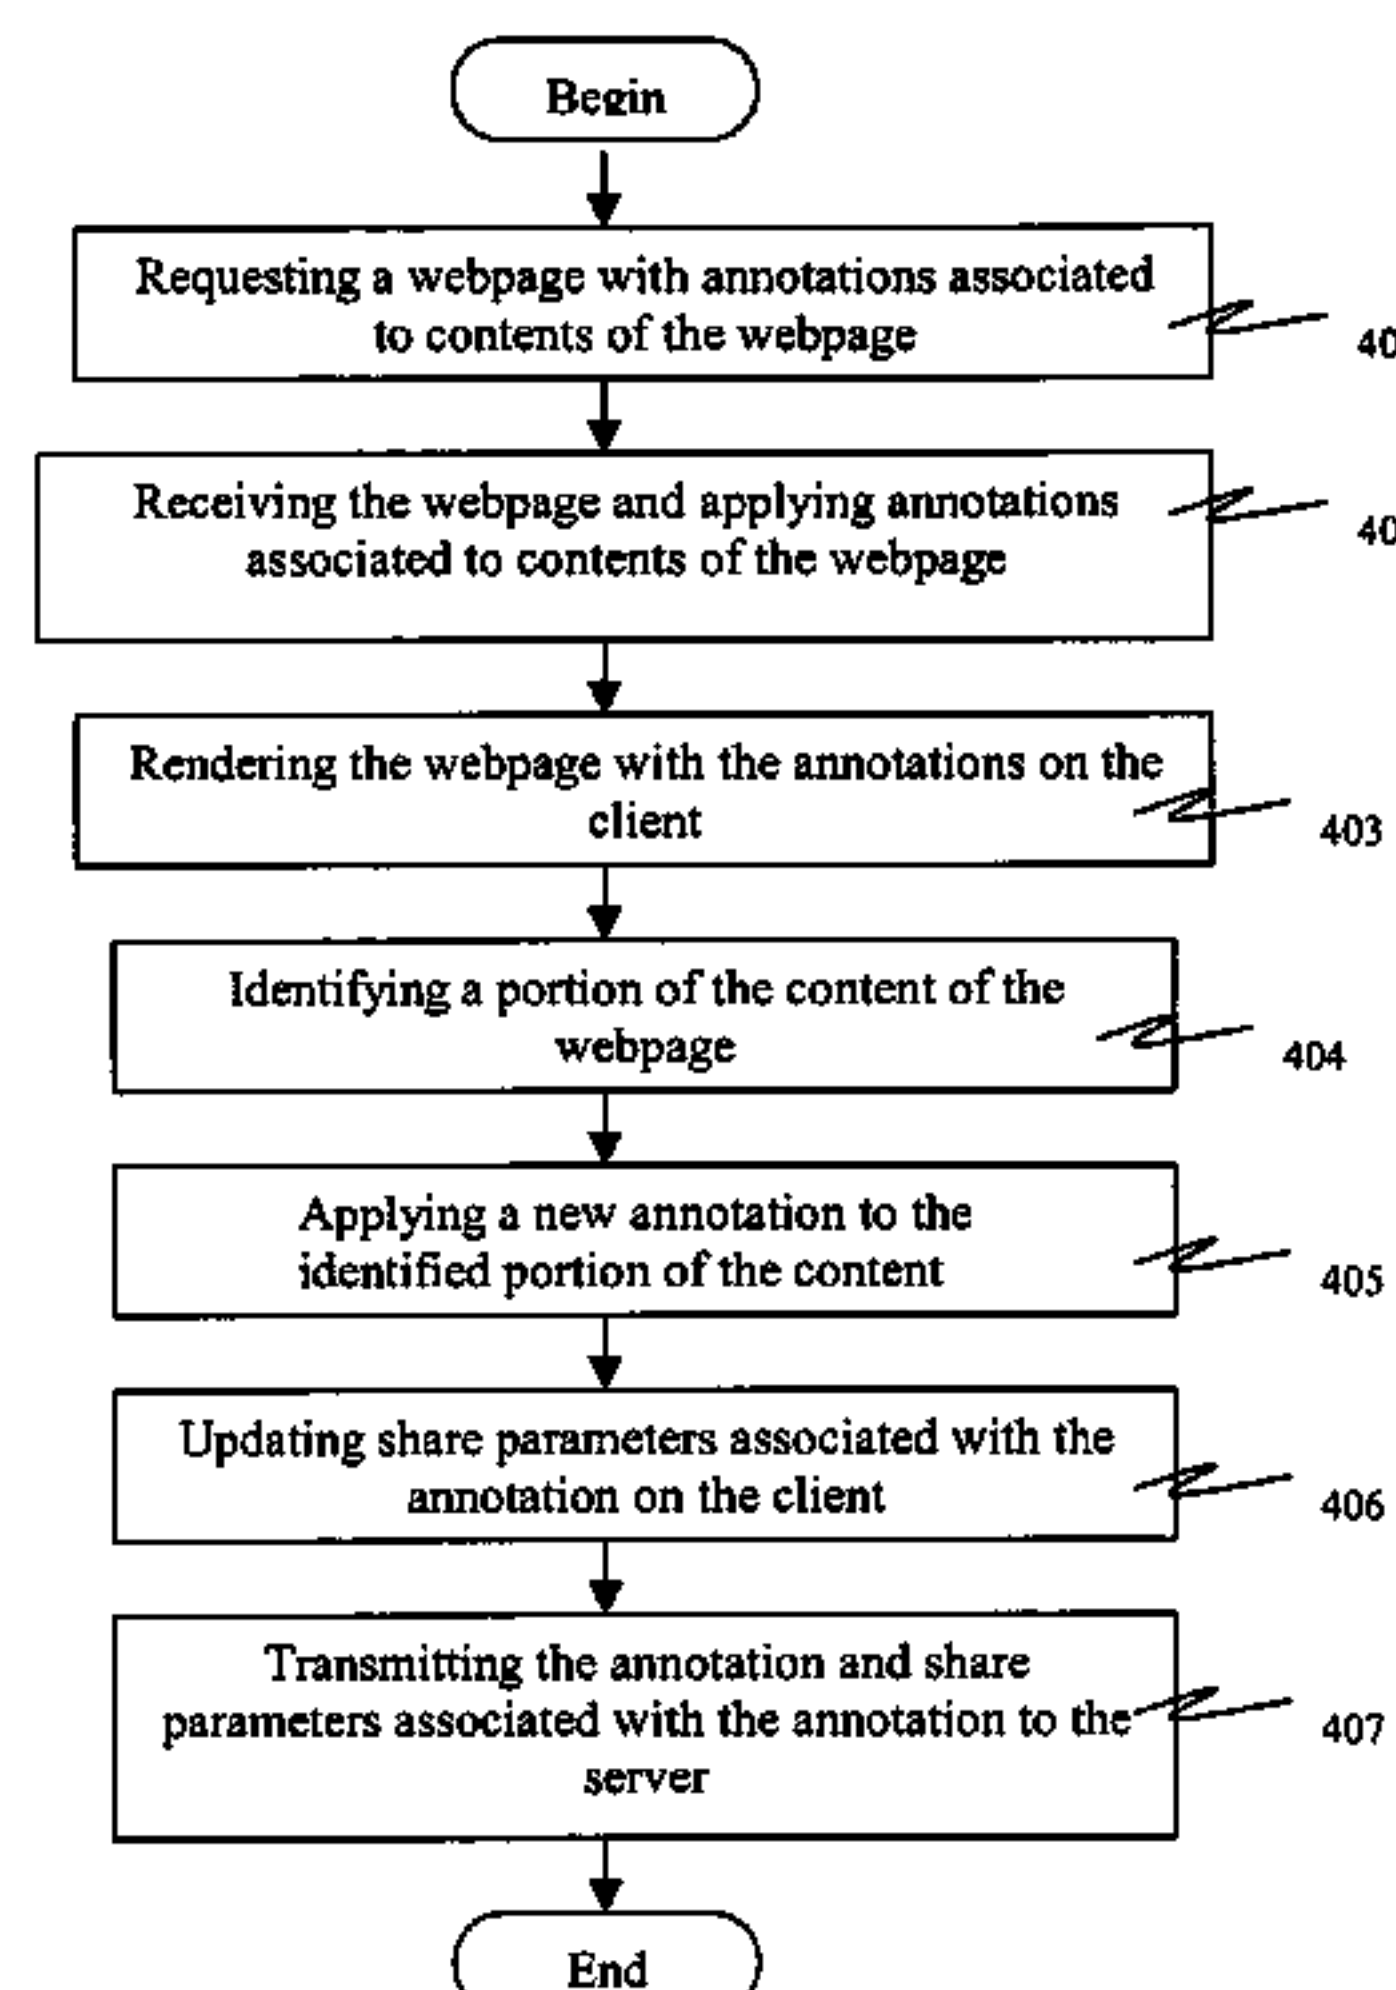 Begin
Requesting a webpage with annotations associated
to contents of the webpage
40
Receiving the webpage and applying annotations
associated to contents of the webpage
40
Rendering the webpage with the annotations on the
client
403
Identifying a portion of the content of the
webpage
404
Applying a new annotation to the
identified portion of the content
405
Updating share parameters associated with the
annotation on the client
406
Transmitting the annotation and share
parameters associated with the annotation to the
server
407
End